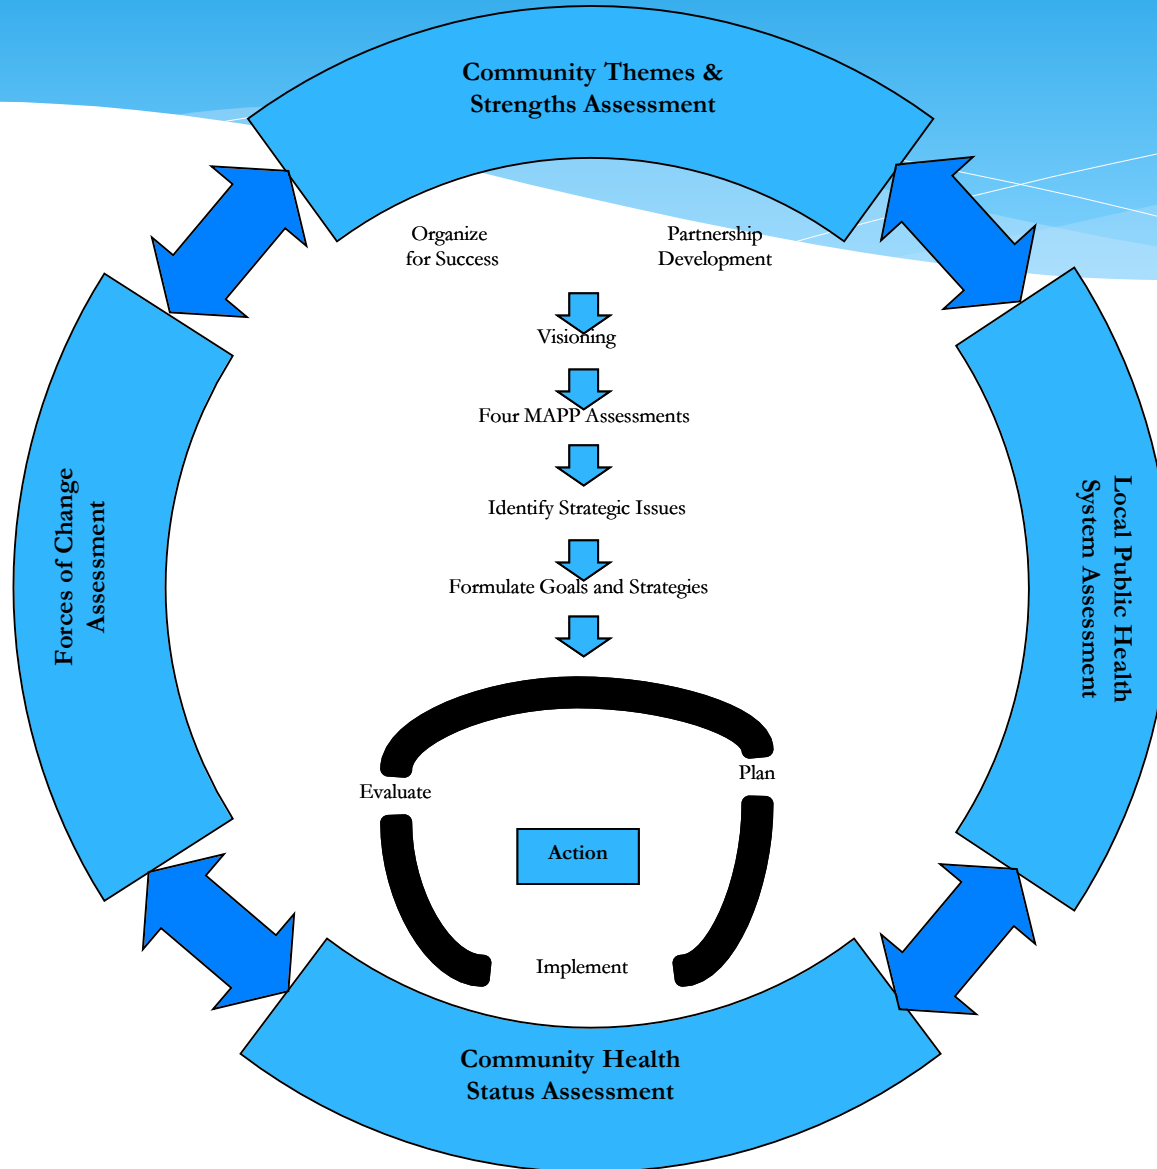 Community Themes &
Strengths Assessment
Organize
for Success
Partnership
Development
Visioning
Four MAPP Assessments
Identify Strategic Issues
Formulate Goals and Strategies
Forces of Change
Assessment
Local Public Health
System Assessment
Plan
Evaluate
Action
Implement
Community Health
Status Assessment